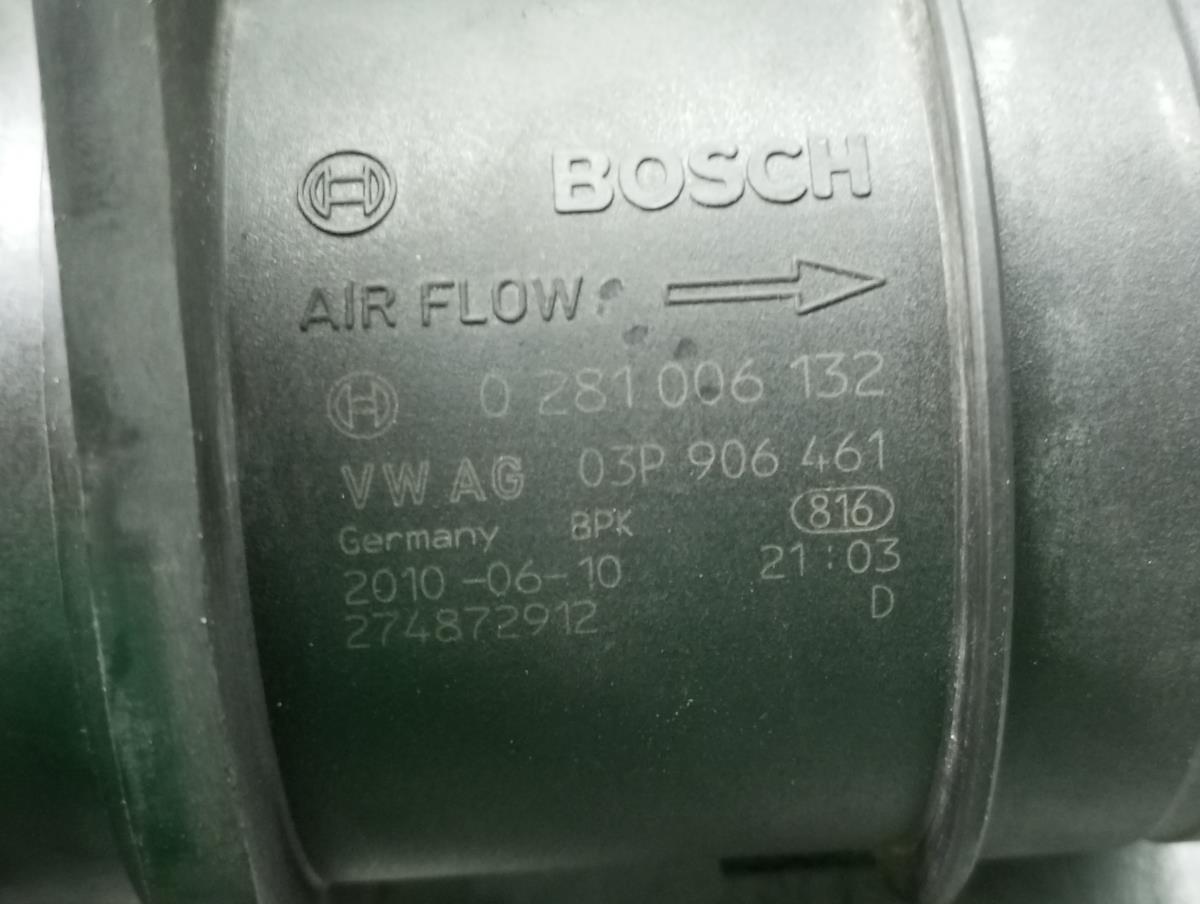 BOSCH
AIR FLOW
0 281 006 132
VW AG 03P 906 461
Germany BPK 816
2010-06-10 21:03
274872912 D